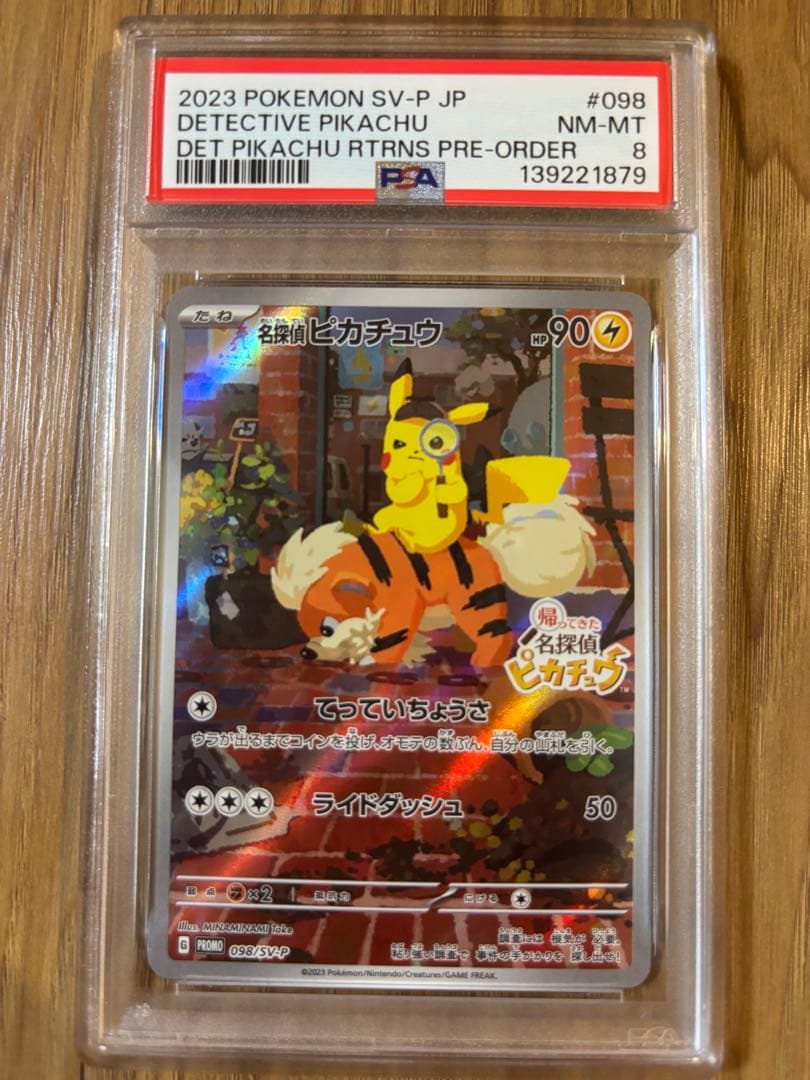 2023 POKEMON SV-P JP #098
DETECTIVE PIKACHU NM-MT
DET PIKACHU RTRNS PRE-ORDER 8
PSA 139221879
たね 名探偵ピカチュウ HP90
帰ってきた
名探偵
ピカチュウ
TM
てっていちょうさ
ウラが出るまでコインを投げ、オモテの数ぶん、自分の山札を引く。
ライドダッシュ 50
弱点 ×2 抵抗力 にげる
Illus. MINAMINAMI Take
調査には 根気が 必要。
G PROMO 098/SV-P
粘り強い調査で 事件の手がかりを 探し出せ!
©2023 Pokémon/Nintendo/Creatures/GAME FREAK.
PSA